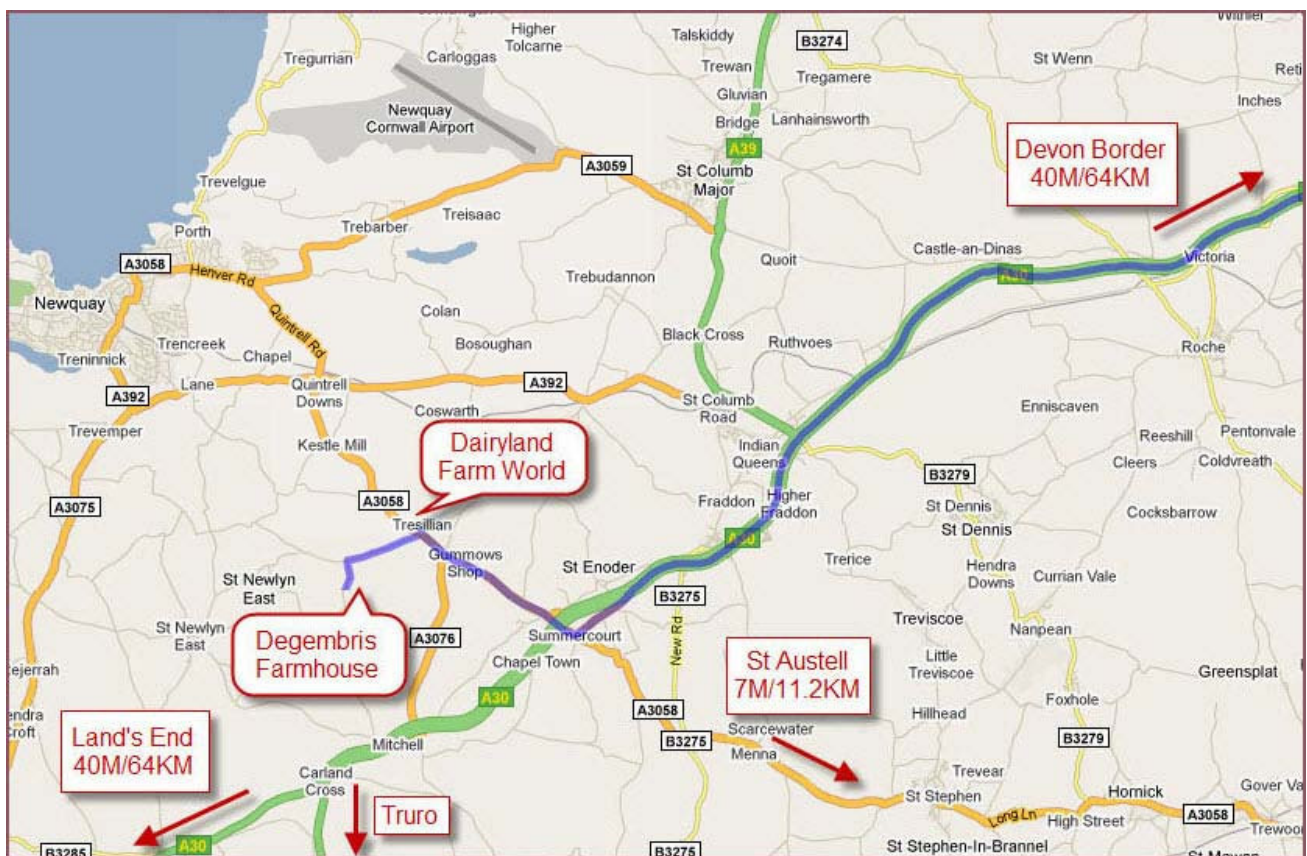 Higher
Tolcarne
Talskiddy
B3274
Withiel
Tregurrian
Carloggas
Trewan
Tregamere
St Wenn
Gluvian
Newquay
Cornwall Airport
Bridge
Lanhainsworth
Inches
A39
Devon Border
40M/64KM
A3059
St Columb
Major
Trevelgue
Treisaac
Trebarber
Porth
Castle-an-Dinas
Quoit
Victoria
A3058
Henver Rd
Trebudannon
A30
Newquay
Quintrell Rd
Colan
Black Cross
Ruthvoes
Trencreek
Chapel
Bosoughan
Roche
Treninnick
Lane
Quintrell
Downs
A392
A392
St Columb
Road
Coswarth
Enniscaven
Trevemper
Dairyland
Farm World
Indian
Queens
Reeshill
Pentonvale
Kestle Mill
Cleers
Coldvreath
B3279
A3075
A3058
Fraddon
Higher
Fraddon
St Dennis
St Dennis
Cocksbarrow
Tresillian
A30
Gummows
Shop
St Enoder
Trerice
Hendra
Downs
Currian Vale
St Newlyn
East
B3275
Treviscoe
St Newlyn
East
Degembris
Farmhouse
A3076
Summercourt
New Rd
Nanpean
Chapel Town
St Austell
7M/11.2KM
Little
Treviscoe
Greensplat
A30
A3058
Hillhead
Foxhole
Land's End
40M/64KM
Mitchell
B3275
Scarcewater
Menna
B3279
Carland
Cross
Trevear
Truro
St Stephen
Hornick
Long Ln
High Street
A3058
A30
B3285
B3275
St Stephen-In-Brannel